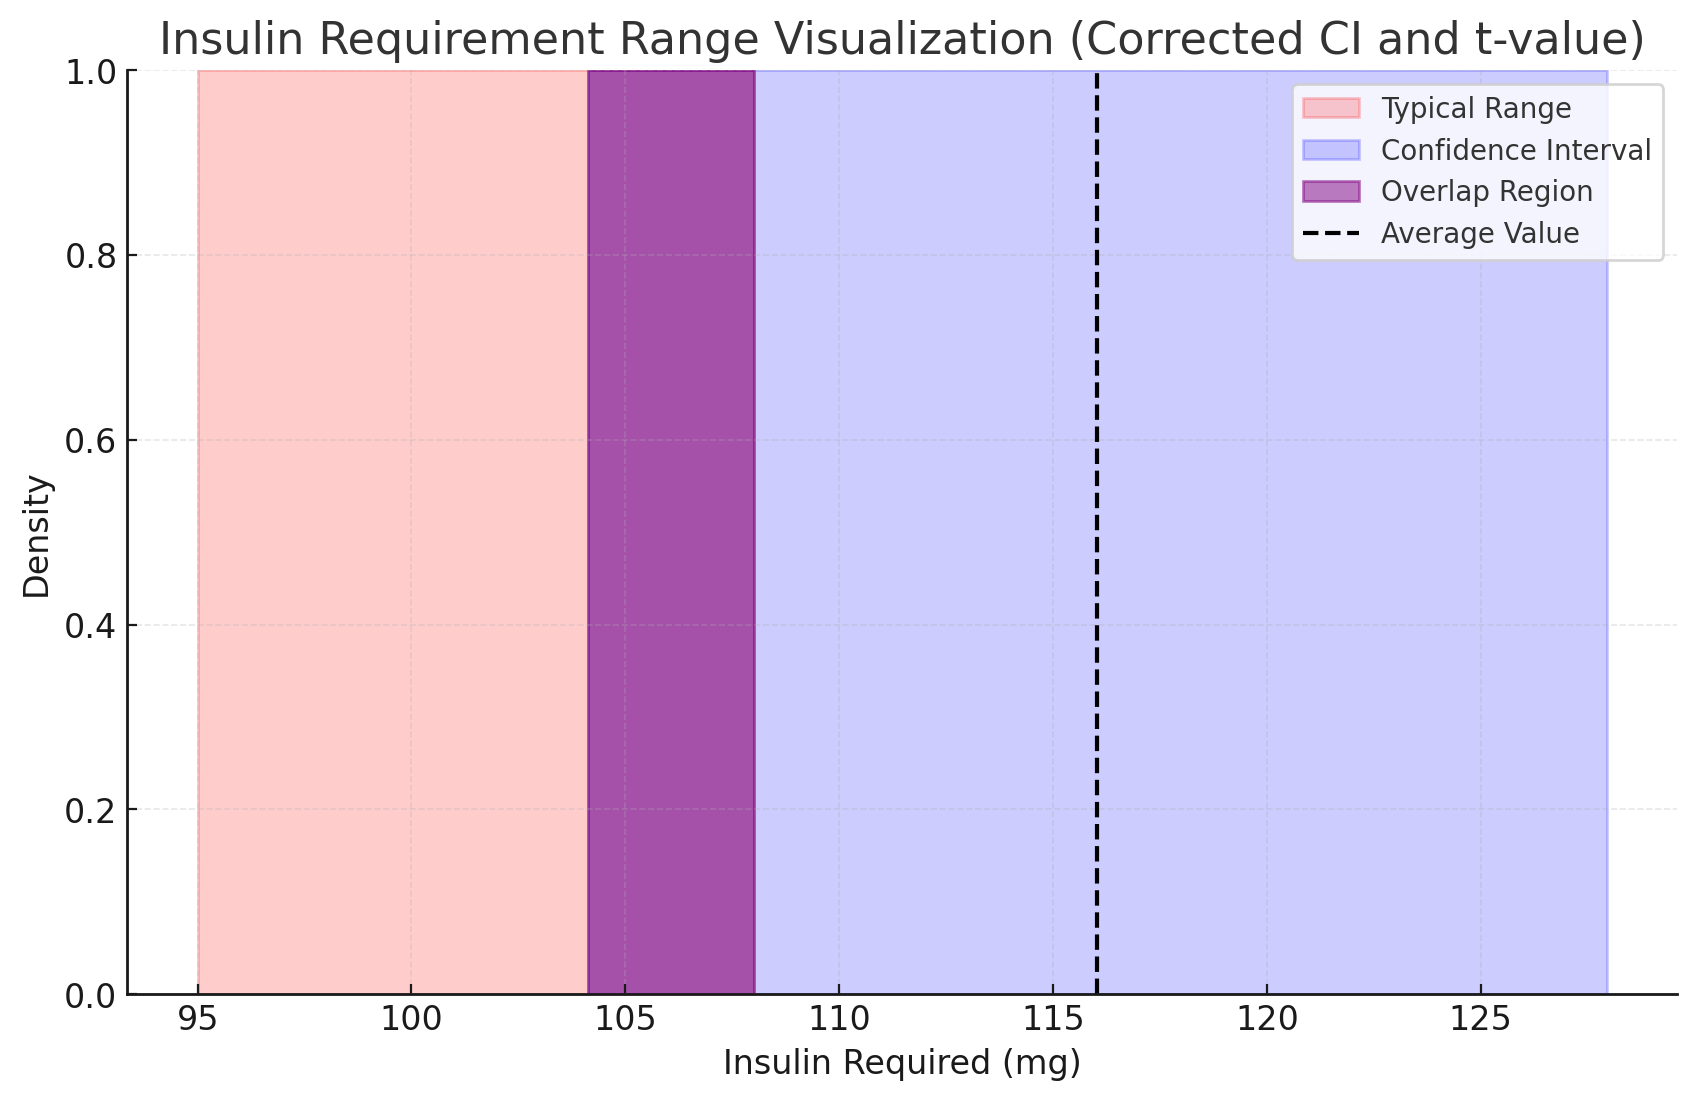 Insulin Requirement Range Visualization (Corrected CI and t-value)
1.0
0.8
0.6
0.4
0.2
0.0
Density
Typical Range
Confidence Interval
Overlap Region
Average Value
95 100 105 110 115 120 125
Insulin Required (mg)